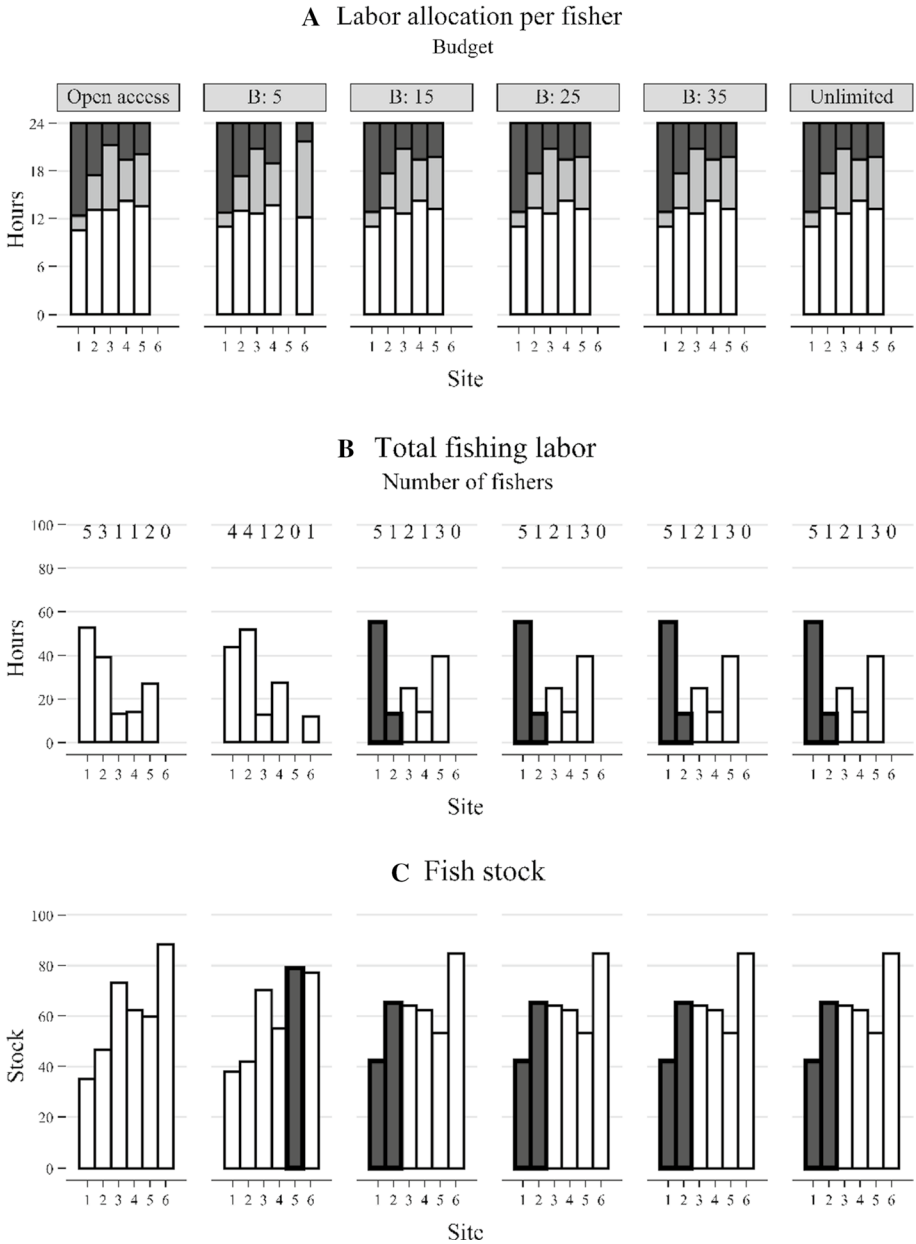 A Labor allocation per fisher
Budget
Open access B: 5 B: 15 B: 25 B: 35 Unlimited
24
18
12
6
0
Hours
1 2 3 4 5 6 1 2 3 4 5 6 1 2 3 4 5 6 1 2 3 4 5 6 1 2 3 4 5 6 1 2 3 4 5 6
Site
B Total fishing labor
Number of fishers
100 5 3 1 1 2 0 4 4 1 2 0 1 5 1 2 1 3 0 5 1 2 1 3 0 5 1 2 1 3 0 5 1 2 1 3 0
80
60
40
20
0
Hours
1 2 3 4 5 6 1 2 3 4 5 6 1 2 3 4 5 6 1 2 3 4 5 6 1 2 3 4 5 6 1 2 3 4 5 6
Site
C Fish stock
100
80
60
40
20
0
Stock
1 2 3 4 5 6 1 2 3 4 5 6 1 2 3 4 5 6 1 2 3 4 5 6 1 2 3 4 5 6 1 2 3 4 5 6
Site